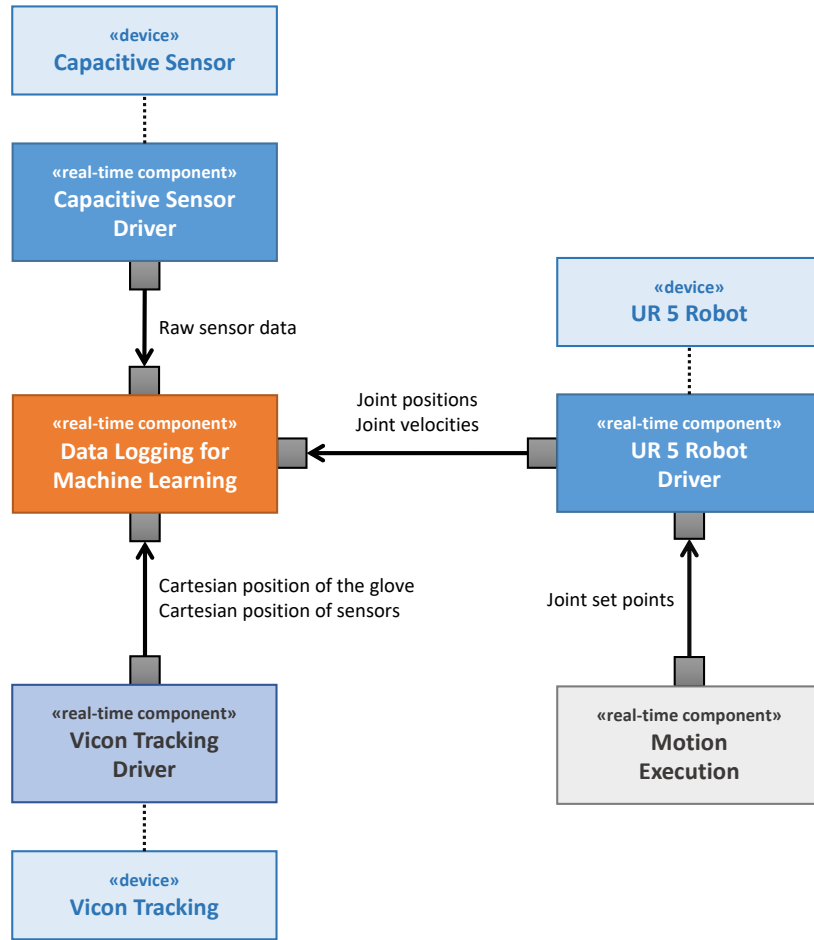 «device»
Capacitive Sensor
«real-time component»
Capacitive Sensor
Driver
Raw sensor data
«device»
UR 5 Robot
«real-time component»
Data Logging for
Machine Learning
Joint positions
Joint velocities
«real-time component»
UR 5 Robot
Driver
Cartesian position of the glove
Cartesian position of sensors
Joint set points
«real-time component»
Vicon Tracking
Driver
«real-time component»
Motion
Execution
«device»
Vicon Tracking